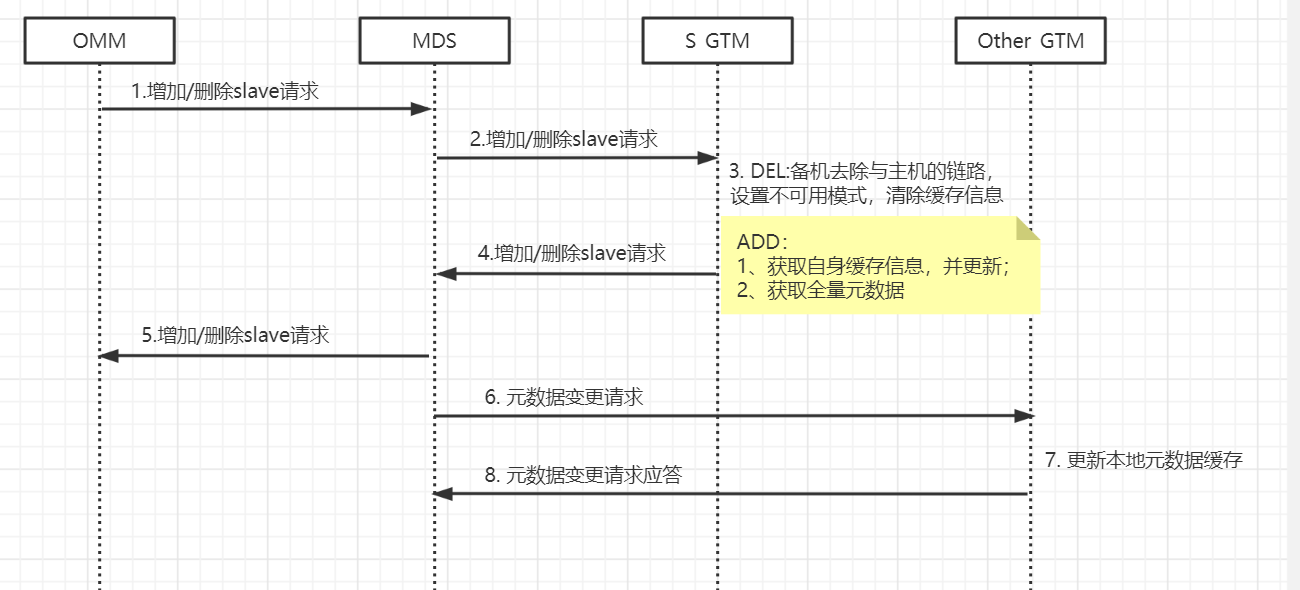 OMM
MDS
S GTM
Other GTM
1.增加/删除slave请求
2.增加/删除slave请求
3. DEL:备机去除与主机的链路，
设置不可用模式，清除缓存信息
ADD：
1、获取自身缓存信息，并更新；
2、获取全量元数据
4.增加/删除slave请求
5.增加/删除slave请求
6. 元数据变更请求
7. 更新本地元数据缓存
8. 元数据变更请求应答